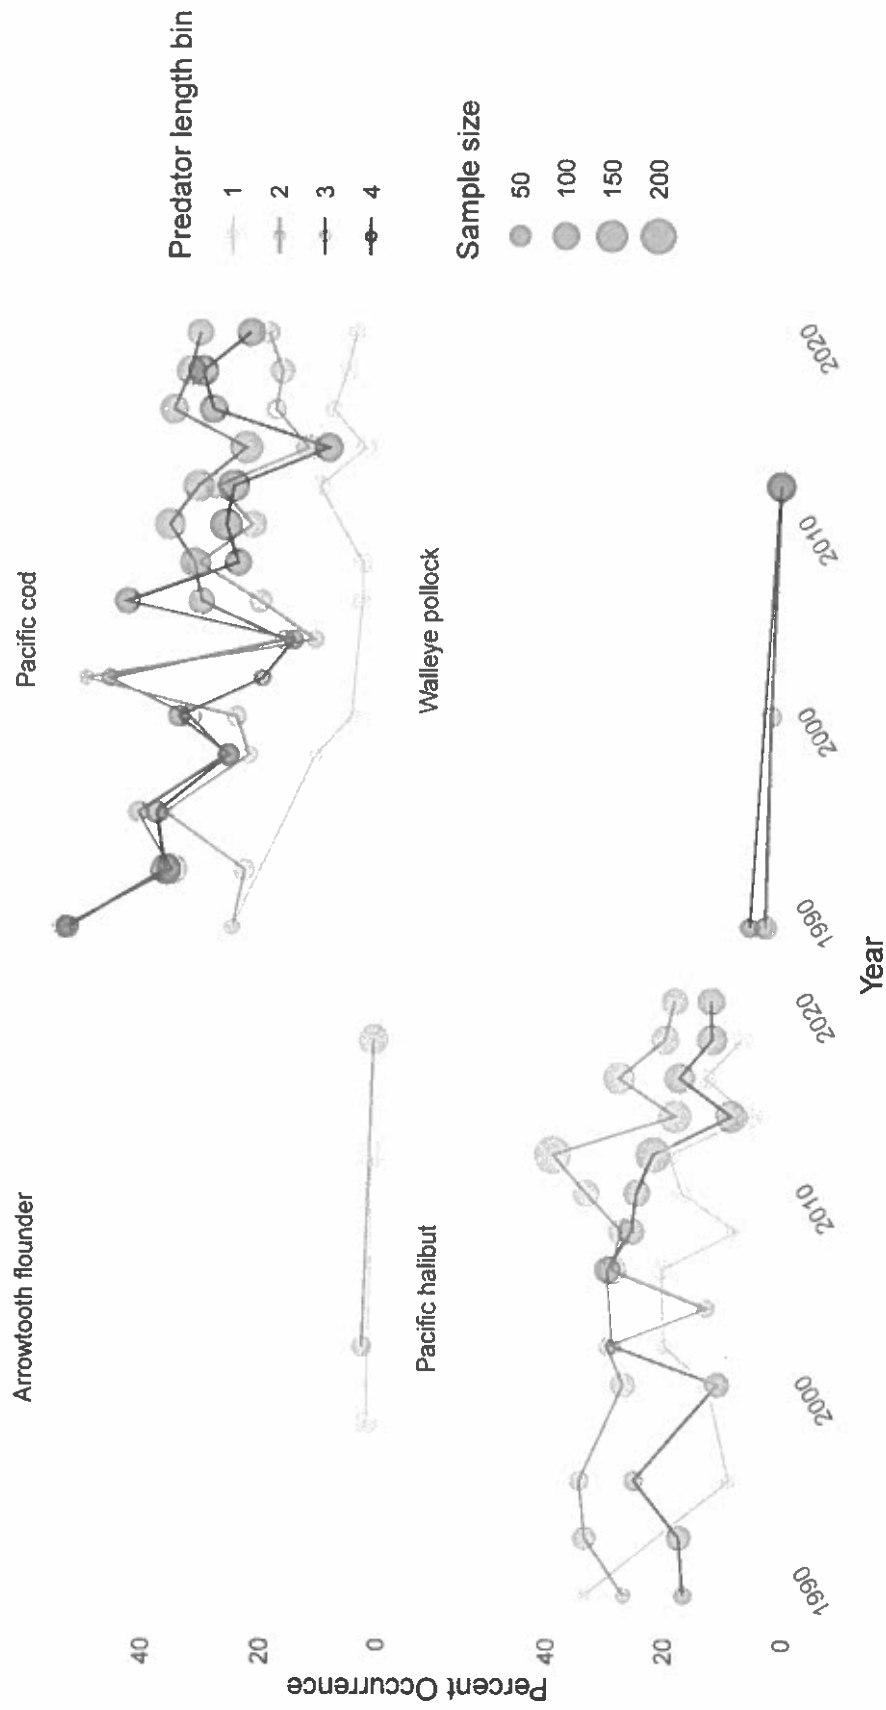 Arrowtooth flounder
Pacific cod
40
20
0
Pacific halibut
Walleye pollock
40
20
0
1990
2000
2010
2020
1990
2000
2010
2020
Percent Occurrence
Year
Predator length bin
1
2
3
4
Sample size
50
100
150
200